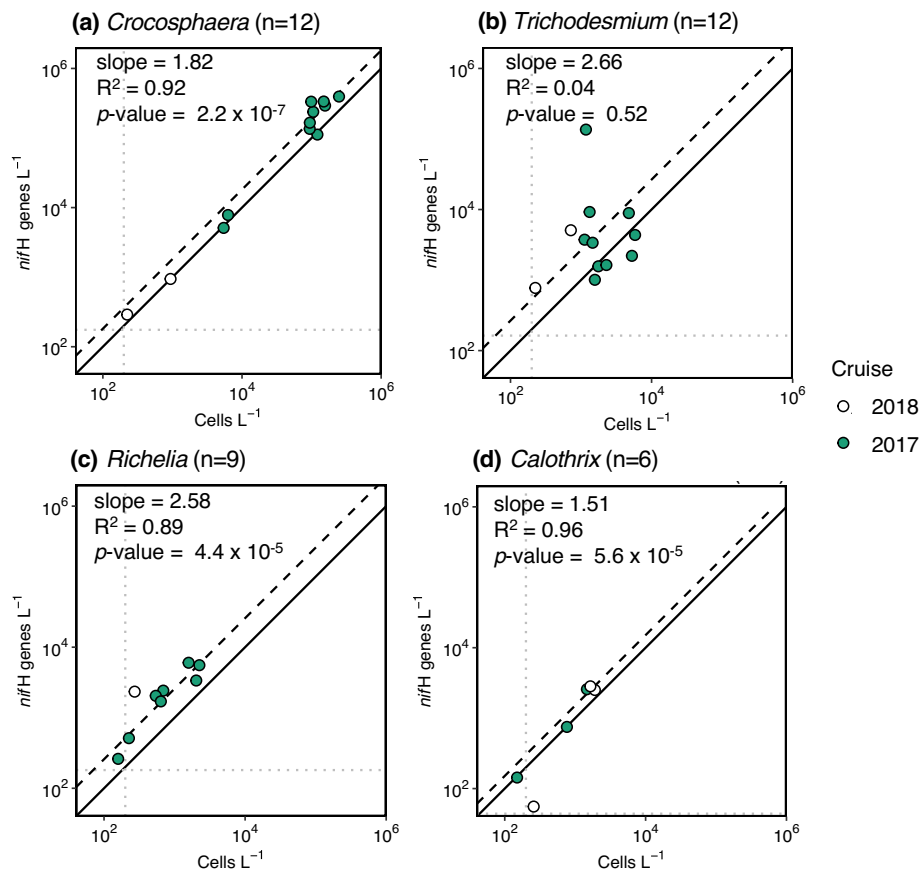 (a) Crocosphaera (n=12)
slope = 1.82
R² = 0.92
p-value = 2.2 x 10⁻⁷
nifH genes L⁻¹
10⁶
10⁴
10²
10² 10⁴ 10⁶
Cells L⁻¹
(b) Trichodesmium (n=12)
slope = 2.66
R² = 0.04
p-value = 0.52
nifH genes L⁻¹
10⁶
10⁴
10²
10² 10⁴ 10⁶
Cells L⁻¹
Cruise
2018
2017
(c) Richelia (n=9)
slope = 2.58
R² = 0.89
p-value = 4.4 x 10⁻⁵
nifH genes L⁻¹
10⁶
10⁴
10²
10² 10⁴ 10⁶
Cells L⁻¹
(d) Calothrix (n=6)
slope = 1.51
R² = 0.96
p-value = 5.6 x 10⁻⁵
nifH genes L⁻¹
10⁶
10⁴
10²
10² 10⁴ 10⁶
Cells L⁻¹